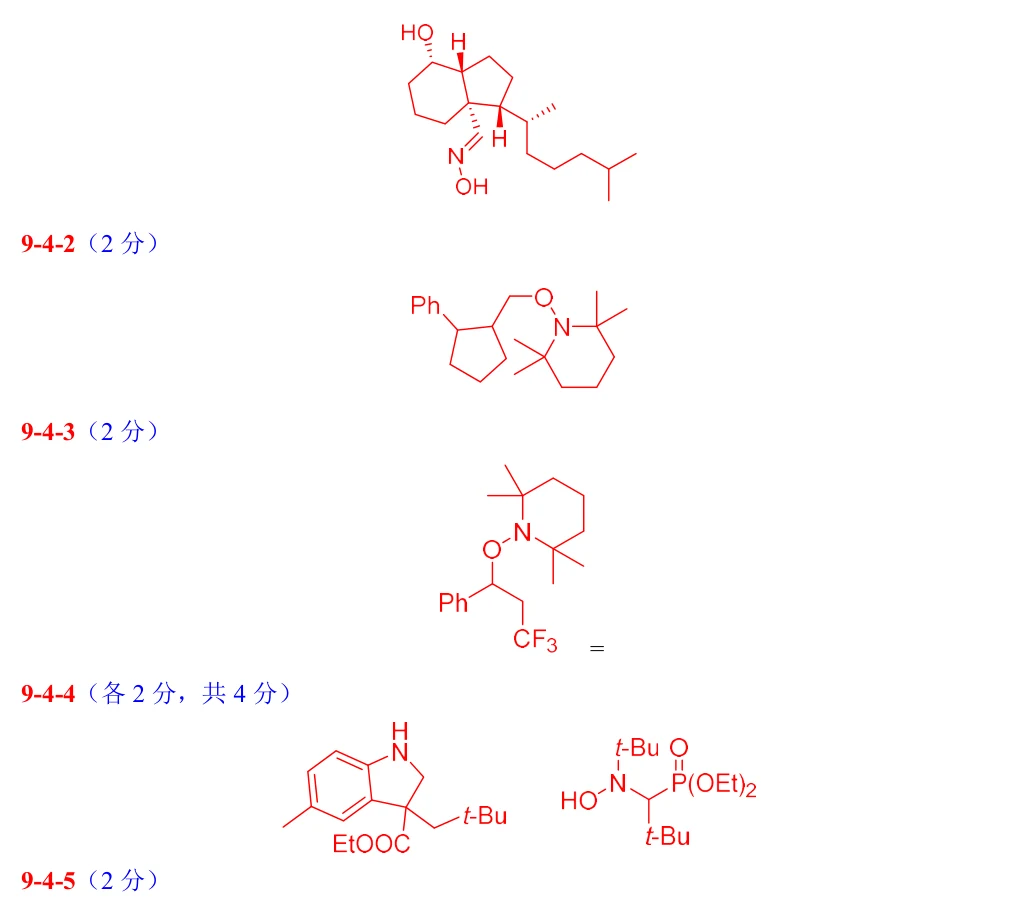 HO
H
H
N
OH
9-4-2（2 分）
Ph
O
N
9-4-3（2 分）
N
O
Ph
CF3
=
9-4-4（各 2 分，共 4 分）
H
N
t-Bu
EtOOC
t-Bu O
N P(OEt)2
HO
t-Bu
9-4-5（2 分）